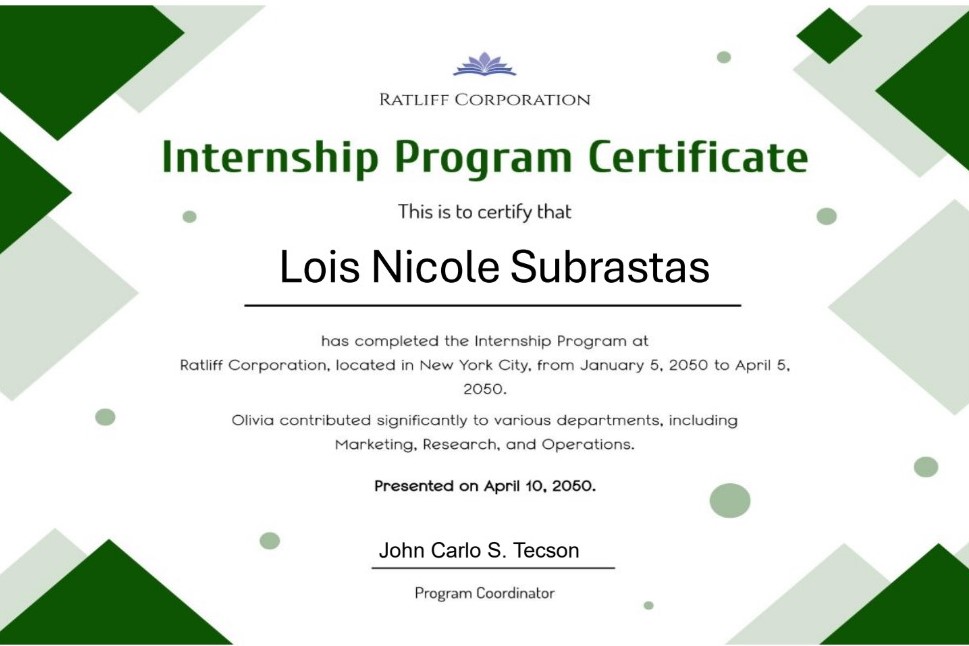 RATLIFF CORPORATION
Internship Program Certificate
This is to certify that
Lois Nicole Subrastas
has completed the Internship Program at
Ratliff Corporation, located in New York City, from January 5, 2050 to April 5,
2050.
Olivia contributed significantly to various departments, including
Marketing, Research, and Operations.
Presented on April 10, 2050.
John Carlo S. Tecson
Program Coordinator